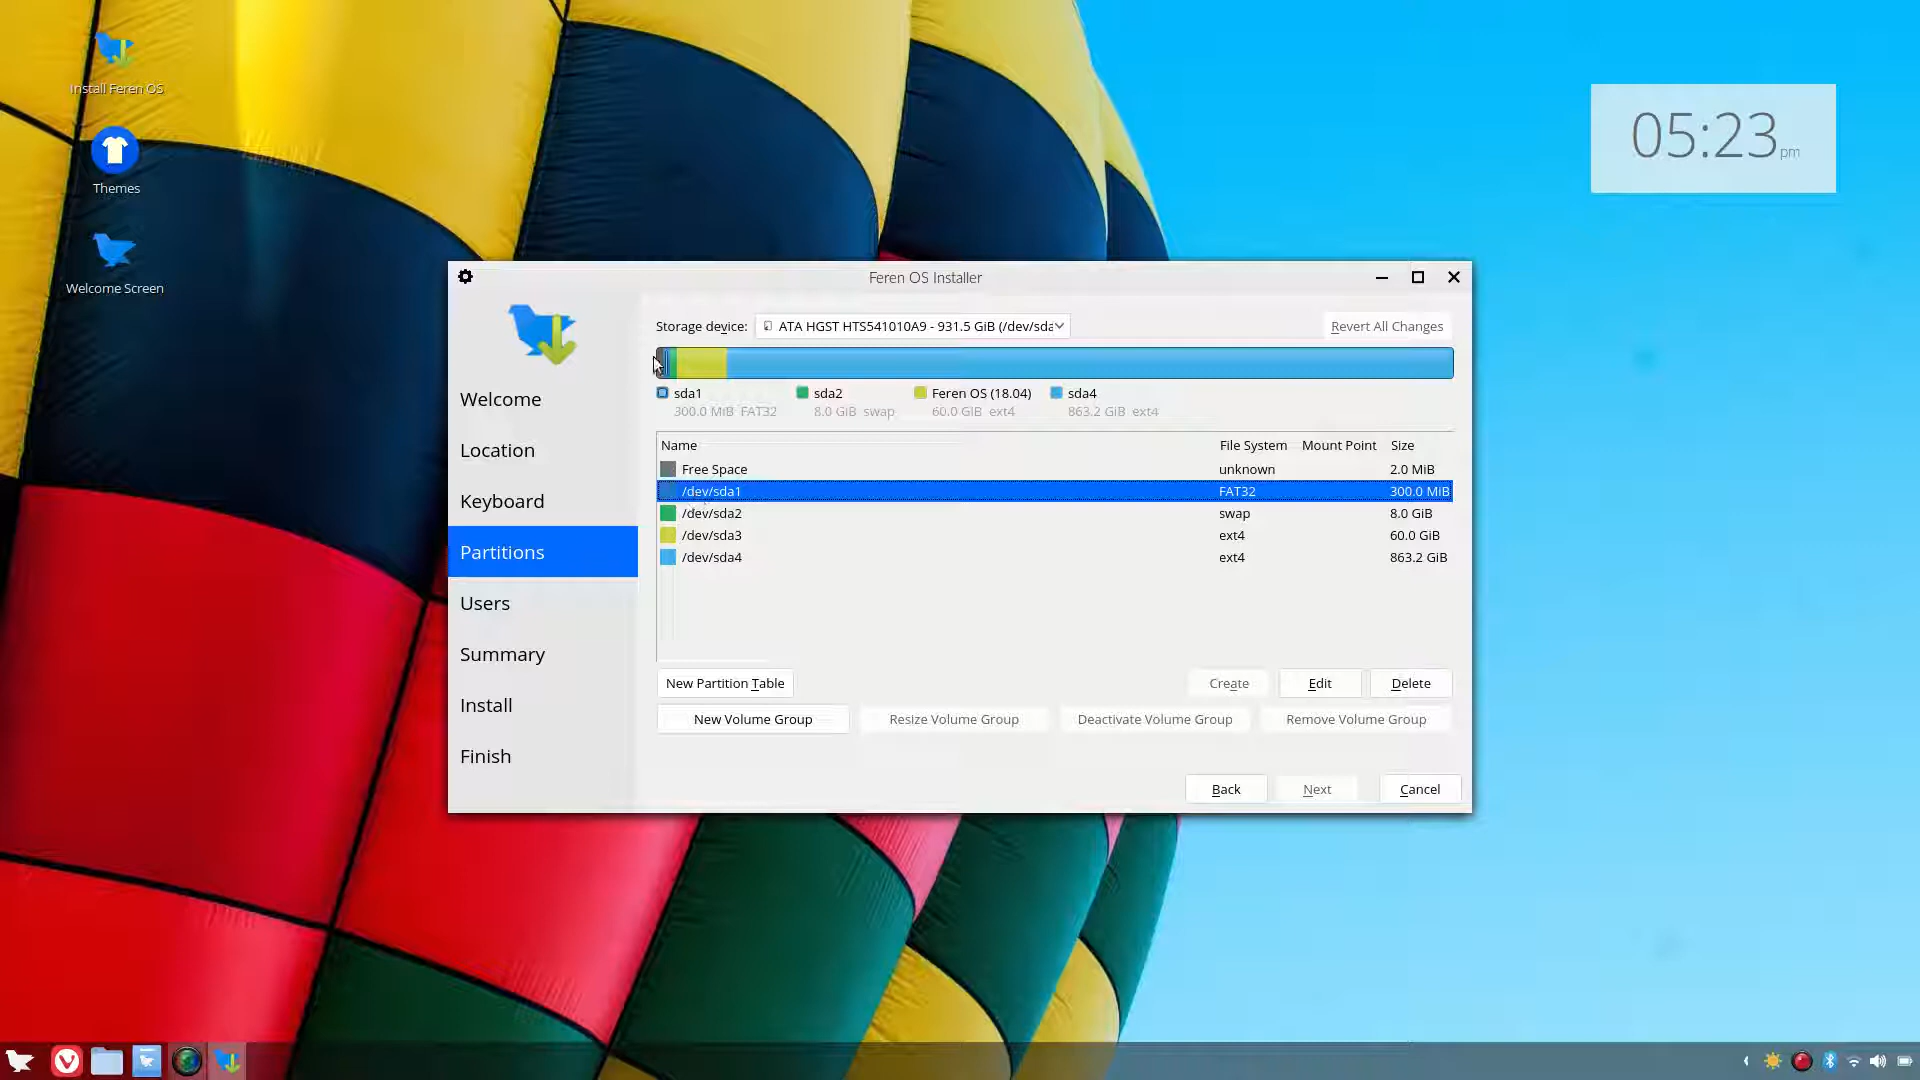 Install Feren OS
Themes
Welcome Screen
05:23 pm
Feren OS Installer
Welcome
Location
Keyboard
Partitions
Users
Summary
Install
Finish
Storage device: ATA HGST HTS541010A9 - 931.5 GiB (/dev/sda
Revert All Changes
sda1 sda2 Feren OS (18.04) sda4
300.0 MiB FAT32 8.0 GiB swap 60.0 GiB ext4 863.2 GiB ext4
Name File System Mount Point Size
Free Space unknown 2.0 MiB
/dev/sda1 FAT32 300.0 MiB
/dev/sda2 swap 8.0 GiB
/dev/sda3 ext4 60.0 GiB
/dev/sda4 ext4 863.2 GiB
New Partition Table Create Edit Delete
New Volume Group Resize Volume Group Deactivate Volume Group Remove Volume Group
Back Next Cancel